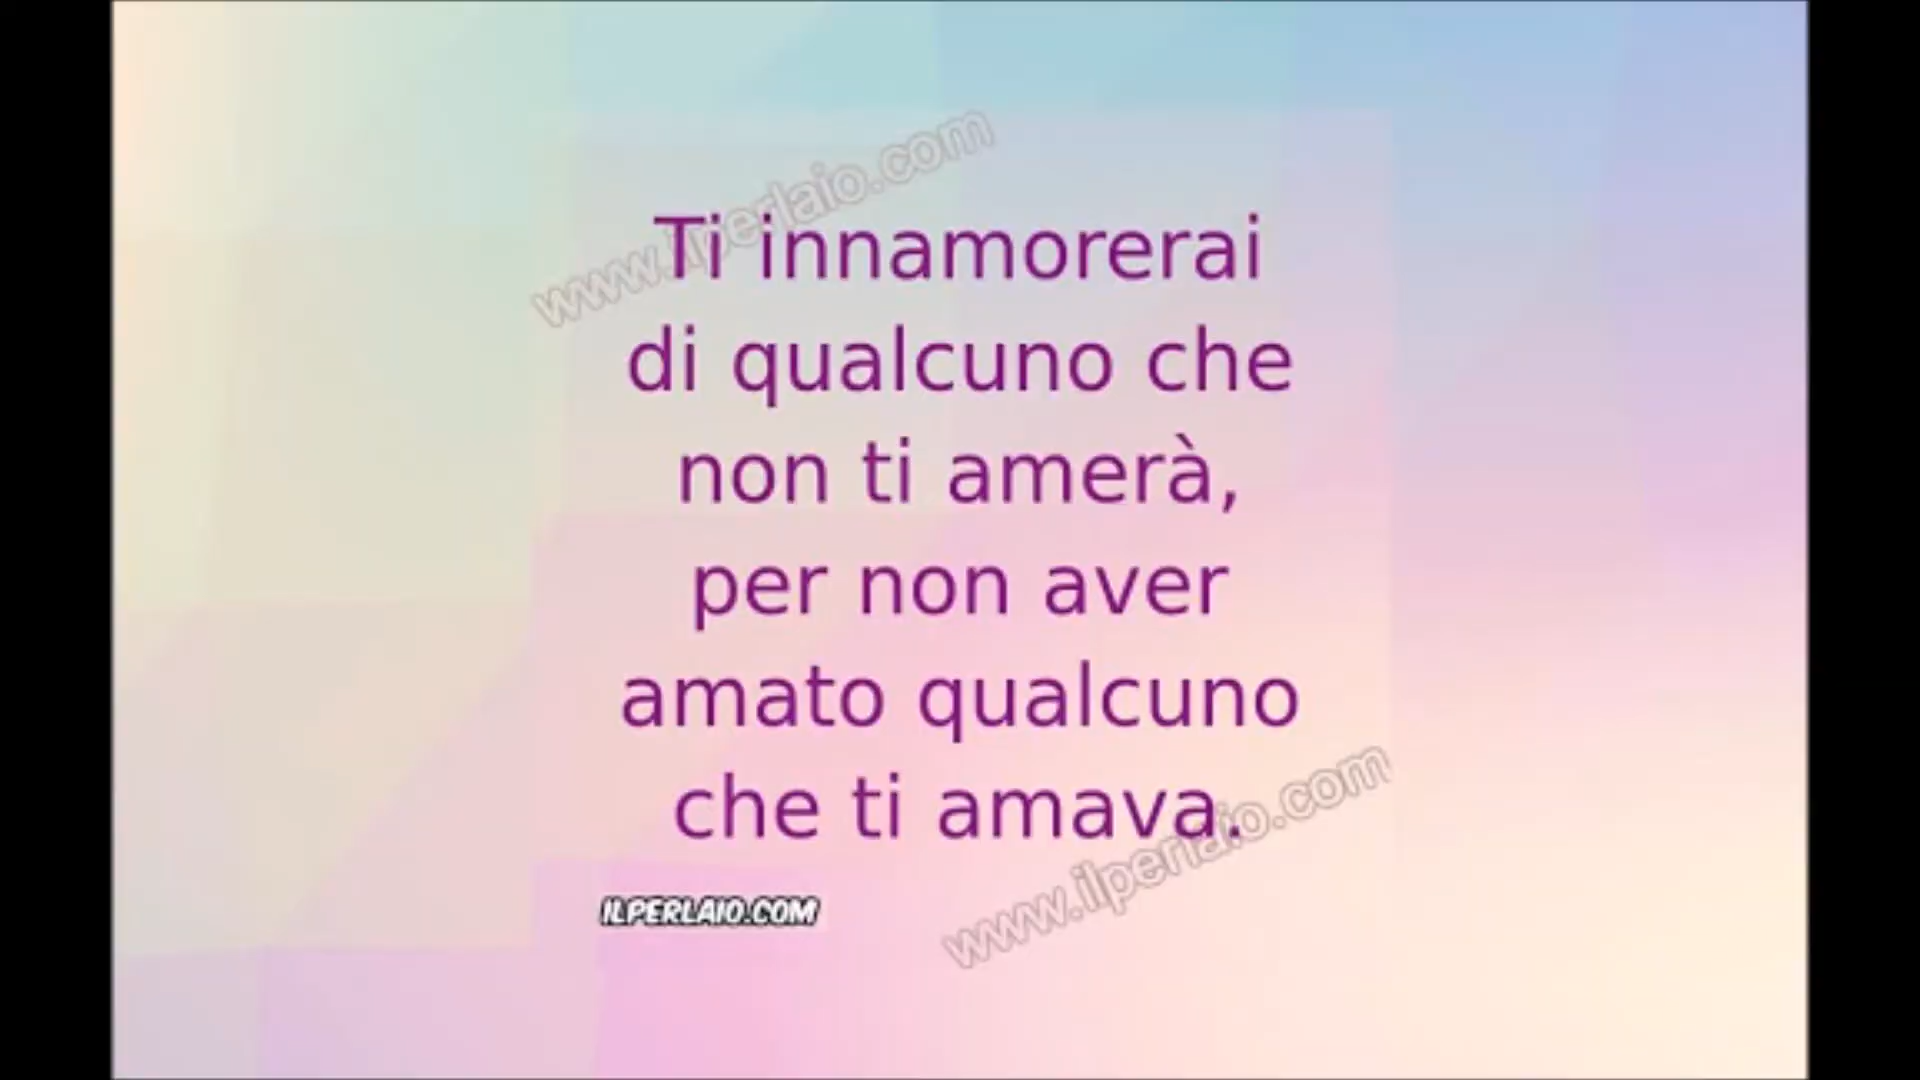 www.ilperlaio.com
Ti innamorerai
di qualcuno che
non ti amerà,
per non aver
amato qualcuno
che ti amava.
www.ilperlaio.com
ILPERLAIO.COM